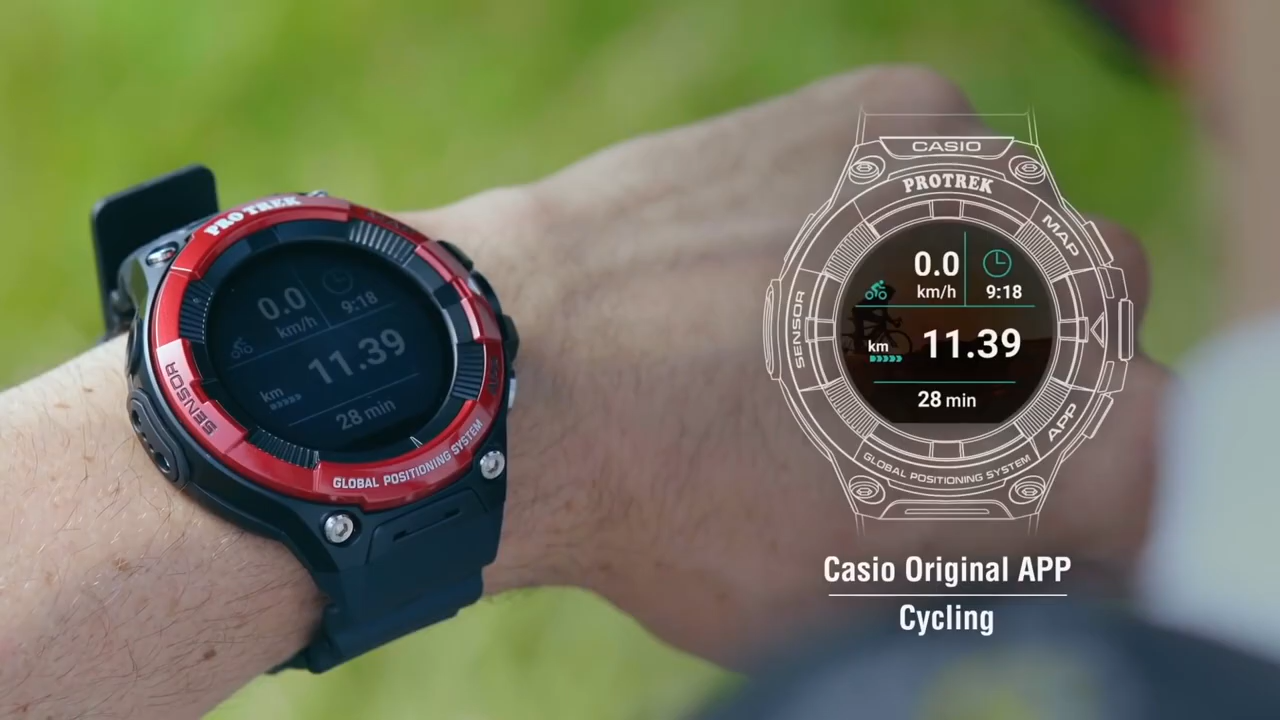 PRO TREK
0.0
km/h
9:18
11.39
km
28 min
SENSOR
GLOBAL POSITIONING SYSTEM
CASIO
PROTREK
MAP
SENSOR
0.0
km/h
9:18
km
11.39
28 min
APP
GLOBAL POSITIONING SYSTEM
Casio Original APP
Cycling